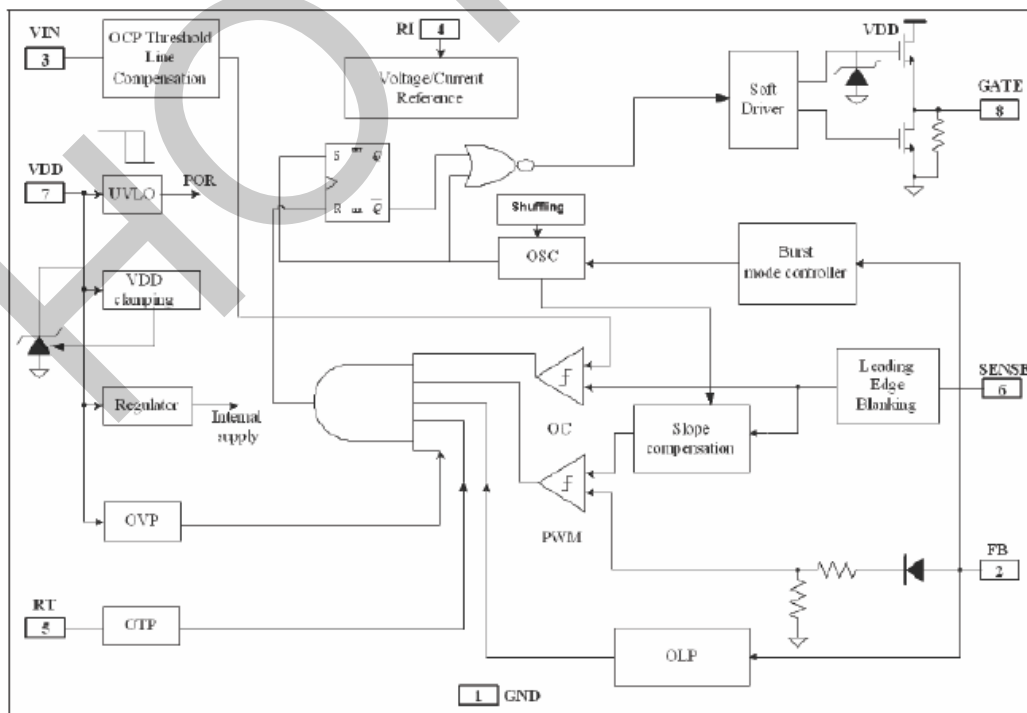 VIN
3
OCP Threshold
Line
Compensation
RI
4
Voltage/Current
Reference
VDD
Soft
Driver
GATE
8
S
Q
R
Q
VDD
7
UVLO
POR
Shuffling
OSC
Burst
mode controller
VDD
clamping
Leading
Edge
Blanking
SENSE
6
Regulator
Internal
supply
OC
Slope
compensation
OVP
PWM
FB
2
RT
5
OTP
OLP
1
GND